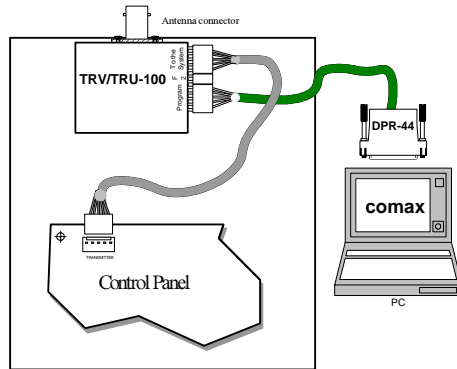 Antenna connector
TRV/TRU-100
To the
System
F 2
Program
DPR-44
comax
TRANSMITTER
Control Panel
PC